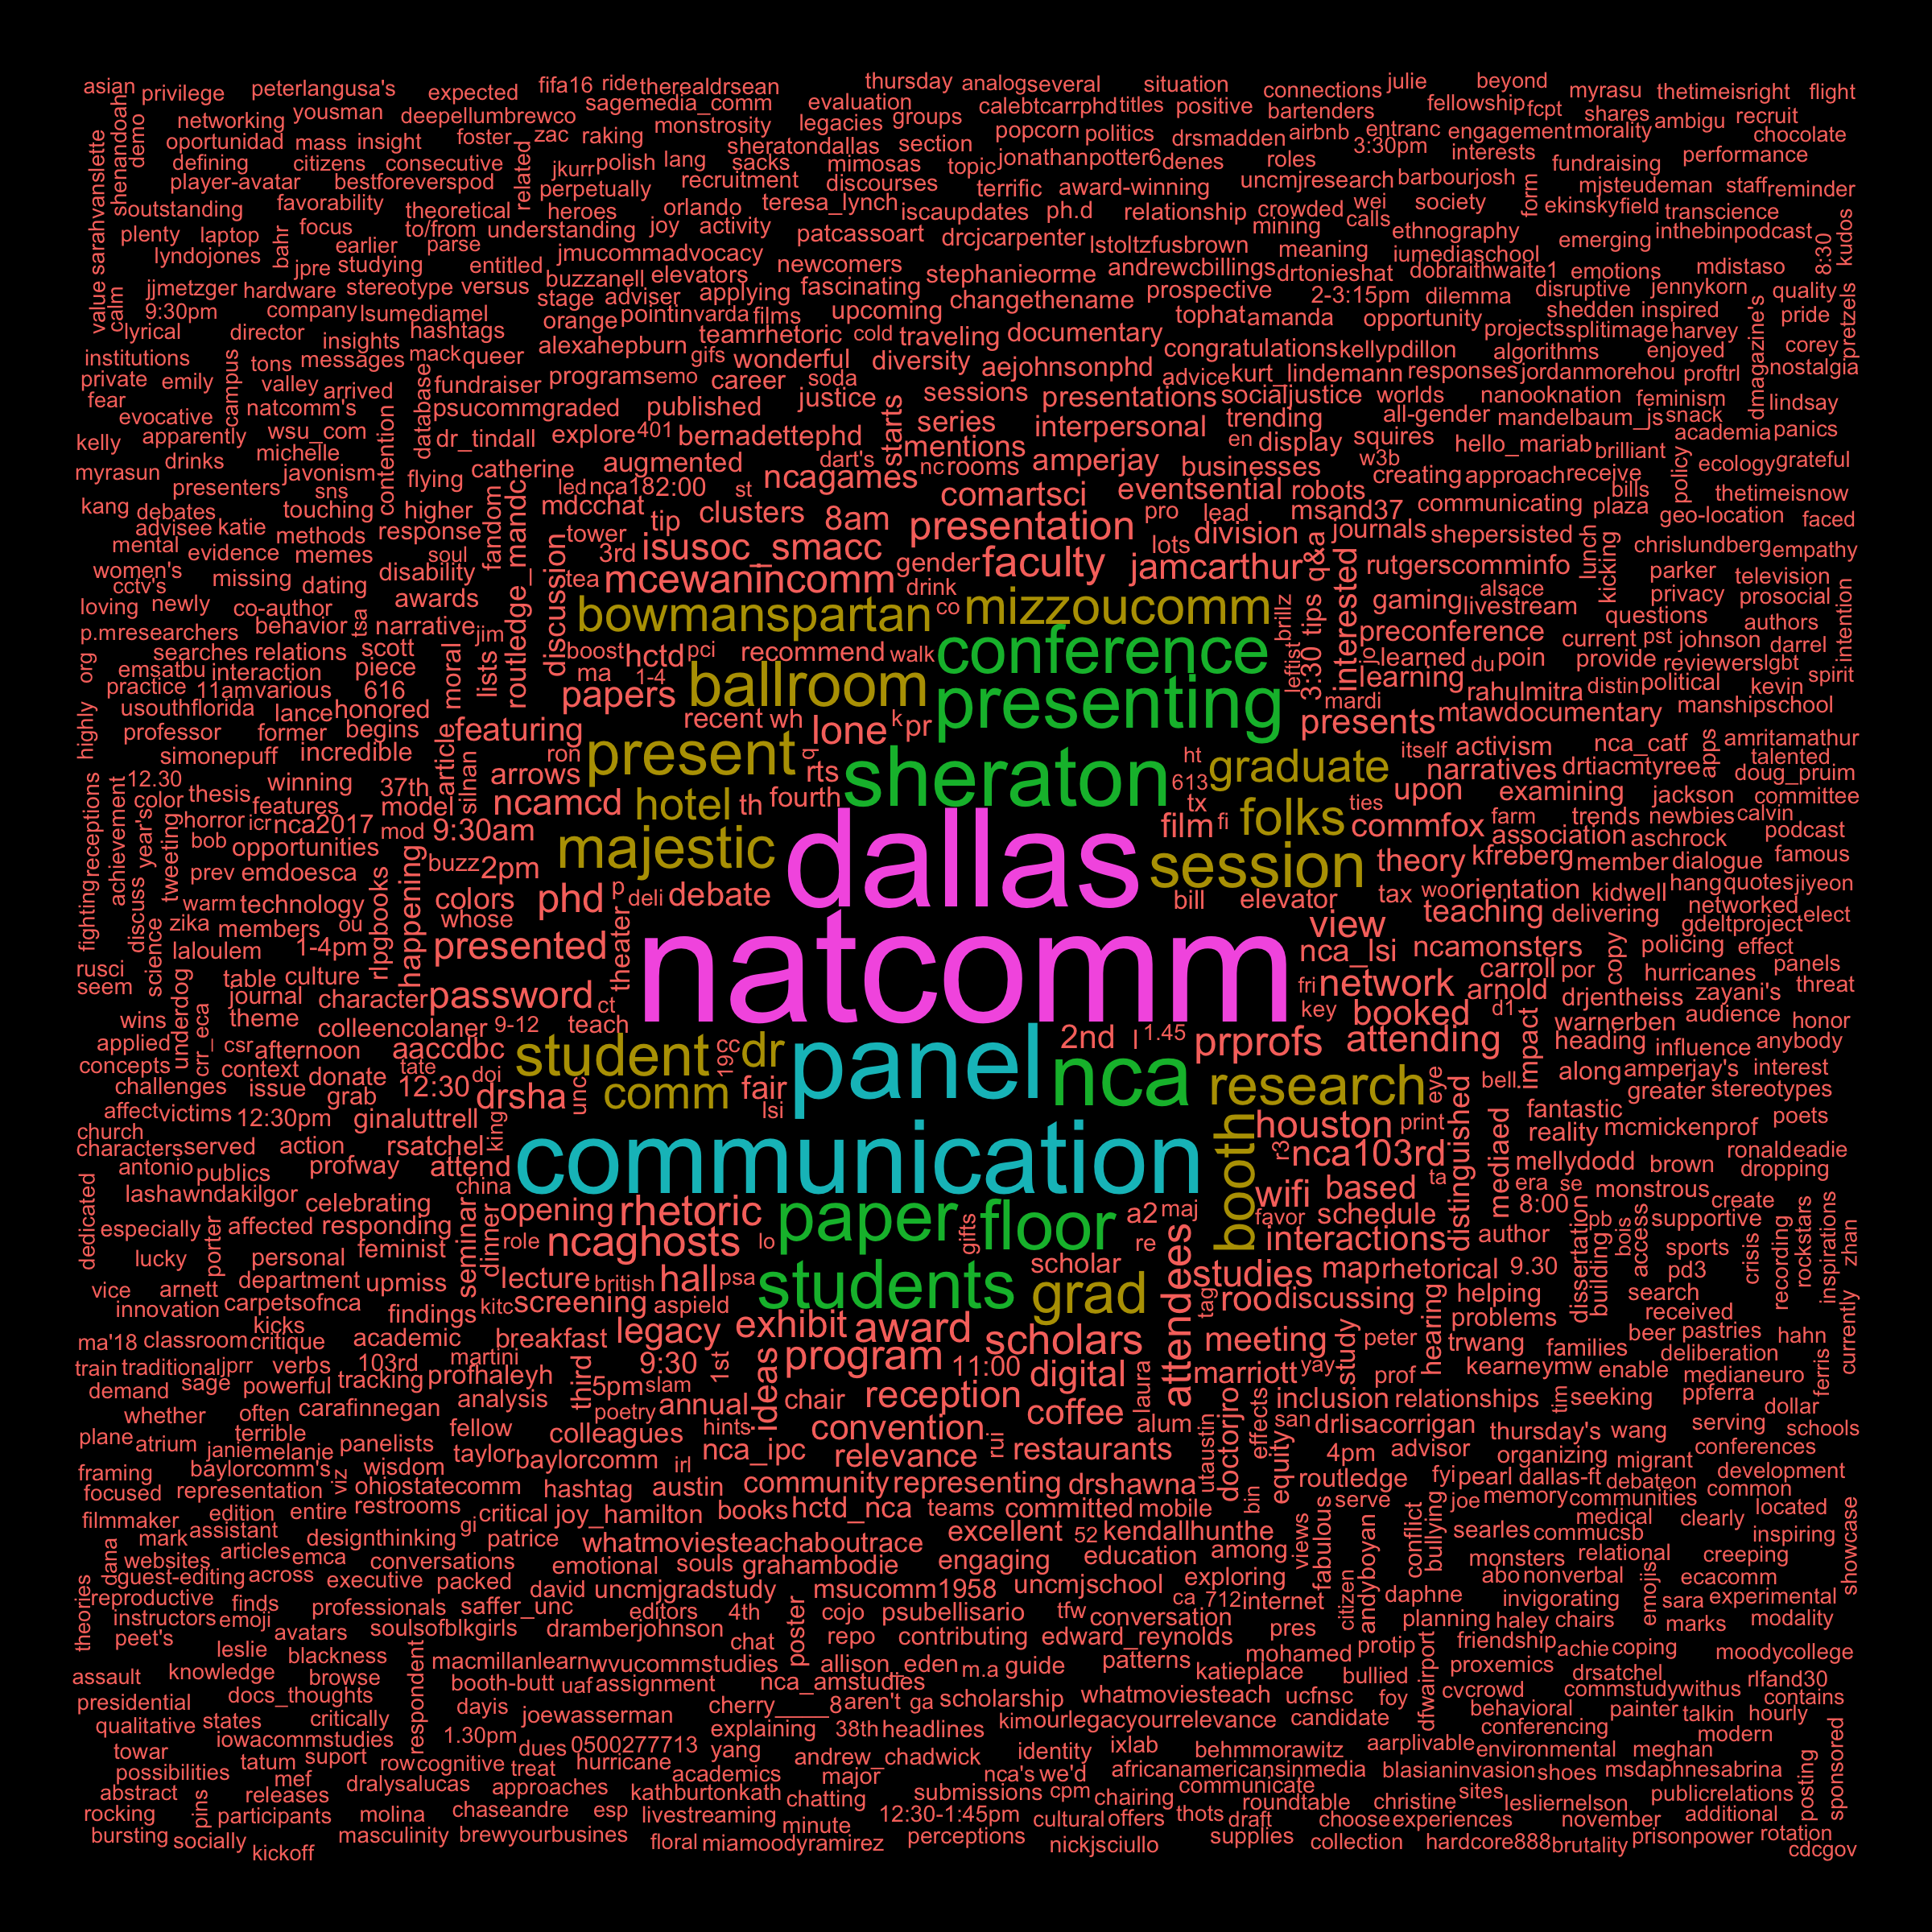 asian privilege peterlangusa's expected fifa16 ride therealdrsean thursday analog several situation connections julie beyond myrasu thetimeisright flight
networking yousman deepellumbrewco sagemedia_comm evaluation calebtcarrphd titles positive bartenders fellowship fcpt shares ambigu recruit
oportunidad mass insight foster zac raking monstrosity legacies groups popcorn politics drsmadden airbnb entranc engagement morality chocolate
demo defining citizens consecutive jkurr polish lang sheratondallas sacks mimosas section topic jonathanpotter6 denes roles 3:30pm interests fundraising performance
shenandoah player-avatar bestforeverspod related perpetually recruitment discourses terrific award-winning uncmjresearch barbourjosh form mjsteudeman staff reminder
sarahvanslette outstanding favorability theoretical heroes orlando teresa_lynch iscaupdates ph.d relationship crowded wei society ekinskyfield transcience kudos
value plenty laptop focus to/from understanding joy activity patcassoart drcjcarpenter lstoltzfusbrown mining calls ethnography emerging inthebinpodcast
lyndojones bahr earlier parse jmucommadvocacy newcomers stephanieorme andrewcbillings meaning iumediaschool drtonieshat dobraithwaite1 emotions mdistaso 8:30
jjmetzger jpre studying entitled buzzanell elevators fascinating changethename prospective 2-3:15pm dilemma disruptive jennykorn quality
calm 9:30pm hardware stereotype versus stage adviser applying upcoming tophat amanda opportunity shedden inspired pride
lyrical director company lsumediamel hashtags orange pointinvarda films teamrhetoric cold traveling documentary projects splitimage harvey corey pretzels
institutions insights messages mack queer alexahepburn gifs wonderful diversity aejohnsonphd congratulations kellypdillon algorithms enjoyed dmagazine's nostalgia
private emily campus tons valley arrived database fundraiser programs emo career soda justice sessions presentations advice kurt_lindemann responses jordanmorehou proftrl
fear evocative natcomm's psucommgraded published starts series interpersonal socialjustice trending worlds nanooknation feminism lindsay
kelly apparently wsu_com contention dr_tindall explore 401 bernadettephd mentions en display all-gender squires mandelbaum_js snack academia panics
myrasun drinks michelle javonism flying catherine augmented dart's ncagames nc rooms amperjay businesses w3b hello_mariab brilliant policy ecology grateful
presenters sns fandom mdcchat led nca18 2:00 st comartsci eventsential robots creating approach receive bills thetimeisnow
kang debates touching higher tip clusters 8am presentation pro lead msand37 communicating plaza geo-location faced
advisee katie methods response tower isusoc_smacc lots division q&a journals shepersisted chrislundberg empathy
mental evidence memes soul routledge_mandc discussion 3rd gender faculty jamcarthur interested rutgerscomminfo lunch kicking parker television
women's cctv's missing dating disability tea mcewanincomm drink tips alsace privacy prosocial
loving newly co-author tsa awards bowmanspartan co mizzoucomm brillz 3:30 gaming livestream questions authors intention
p.m researchers behavior narrative jim conference preconference current pst johnson darrel
org searches relations scott moral lists boost hctd pci recommend walk leftist jo learned du poin provide reviewers lgbt
emsatbu interaction piece ma 1-4 ballroom presenting learning rahulmitra distin political kevin spirit
practice 11am various 616 papers mardi presents mtawdocumentary manshipschool
highly usouthflorida lance honored featuring recent wh lone k pr
professor former begins article present q sheraton ht graduate itself activism nca_catf apps amritamathur
simonepuff incredible ron arrows rts 613 narratives drtiacmtyree talented doug_pruim
receptions 12.30 winning 37th silnan ncamcd hotel th fourth tx folks ties upon examining jackson committee
achievement year's color thesis features model film fi commfox farm trends newbies calvin
horror icr nca2017 mod 9:30am majestic dallas session association aschrock podcast
bob opportunities happening buzz 2pm theory kfreberg member dialogue famous
fighting discuss tweeting prev emdoesca rlpgbooks colors phd p deli debate bill elevator tax wo orientation kidwell hang quotes jiyeon
warm technology whose theater view teaching delivering networked gdeltproject elect
zika members ou presented natcomm nca_lsi ncamonsters copy policing effect
rusci science laloulem 1-4pm carroll por hurricanes panels
seem underdog table culture password ct fri network arnold drjentheiss zayani's threat
journal character key booked d1 audience
wins theme colleencolaner 9-12 teach 2nd l 1.45 prprofs attending impact warnerben honor
applied crr_eca csr afternoon aaccdbc student dr 19c panel nca heading influence anybody
concepts context donate tate doi unc research eye bell along amperjay's interest
challenges issue grab 12:30 drsha comm fair greater stereotypes
affect victims 12:30pm ginaluttrell lsi booth houston print fantastic poets
church characters served action rsatchel king communication r3 nca103rd distinguished mediaed reality mcmickenprof
antonio publics profway attend ta mellydodd brown ronaldeadie dropping
dedicated lashawndakilgor celebrating china wifi based era se monstrous create
especially affected responding seminar dinner opening rhetoric paper floor a2 maj favor schedule 8:00 dissertation pb bois supportive
lucky porter personal feminist role ncaghosts lo gifts re attendees interactions author building access sports crisis recording rockstars inspirations zhan
vice arnett department upmiss lecture british hall psa students scholar grad studies map rhetorical 9.30 pd3
innovation carpetsofnca findings kitc screening aspield tag roo discussing hearing helping search
kicks legacy exhibit award problems received
ma'18 classroom critique academic breakfast scholars meeting study peter trwang families beer pastries hahn currently
train traditional jprr verbs 103rd martini 9:30 1st ideas program 11:00 digital laura marriott yay prof kearneymw enable deliberation
demand sage powerful tracking profhaleyh third 5pm slam medianeuro ferris
whether often carafinnegan analysis poetry annual chair reception coffee inclusion relationships tim seeking ppferra dollar
plane atrium terrible fellow colleagues hints convention alum utaustin doctorjro effects san drlisacorrigan thursday's wang serving schools
janie melanie panelists taylor baylorcomm irl nca_ipc relevance rui restaurants equity 4pm advisor organizing migrant conferences
framing baylorcomm's viz wisdom routledge fyi pearl dallas-ft debateon development
focused representation ohiostatecomm hashtag austin community representing drshawna bin serve joe memory communities common
filmmaker edition entire restrooms critical joy_hamilton books hctd_nca teams committed mobile views fabulous medical clearly located
mark assistant designthinking gi patrice whatmoviesteachaboutrace excellent 52 kendallhunthe among andyboyan conflict bullying searles commucsb inspiring showcase
dana websites articles emca conversations emotional souls grahambodie engaging education exploring monsters relational creeping
guest-editing across executive packed david uncmjgradstudy msucomm1958 uncmjschool ca 712 internet citizen daphne abo nonverbal emojis ecacomm
theories reproductive finds professionals saffer_unc editors 4th poster cojo psubellisario tfw conversation planning invigorating sara experimental
instructors emoji avatars soulsofblkgirls dramberjohnson chat repo contributing edward_reynolds pres haley chairs marks modality
peet's leslie blackness respondent macmillanlearn wvucommstudies allison_eden m.a guide patterns mohamed protip friendship achie coping moodycollege
assault knowledge browse booth-butt uaf assignment nca_amstudies katieplace bullied dfwairport proxemics drsatchel rlfand30
presidential docs_thoughts dayis joewasserman cherry____8 aren't ga scholarship whatmoviesteach ucfnsc foy cvcrowd commstudywithus contains
qualitative states critically explaining 38th headlines kim ourlegacyourrelevance candidate behavioral painter talkin hourly
iowacommstudies 1.30pm dues 0500277713 yang conferencing modern
towar tatum suport row cognitive treat hurricane andrew_chadwick identity ixlab behmmorawitz aarplivable environmental meghan
possibilities mef academics major nca's we'd africanamericansinmedia blasianinvasion shoes msdaphnesabrina sponsored
abstract pins releases dralysalucas approaches kathburtonkath chatting submissions cpm chairing communicate roundtable christine sites lesliernelson publicrelations posting
rocking participants molina chaseandre esp livestreaming minute 12:30-1:45pm cultural offers thots draft choose experiences november additional
bursting socially masculinity brewyourbusines floral miamoodyramirez perceptions supplies collection hardcore888 brutality prisonpower rotation
kickoff nickjsciullo cdcgov